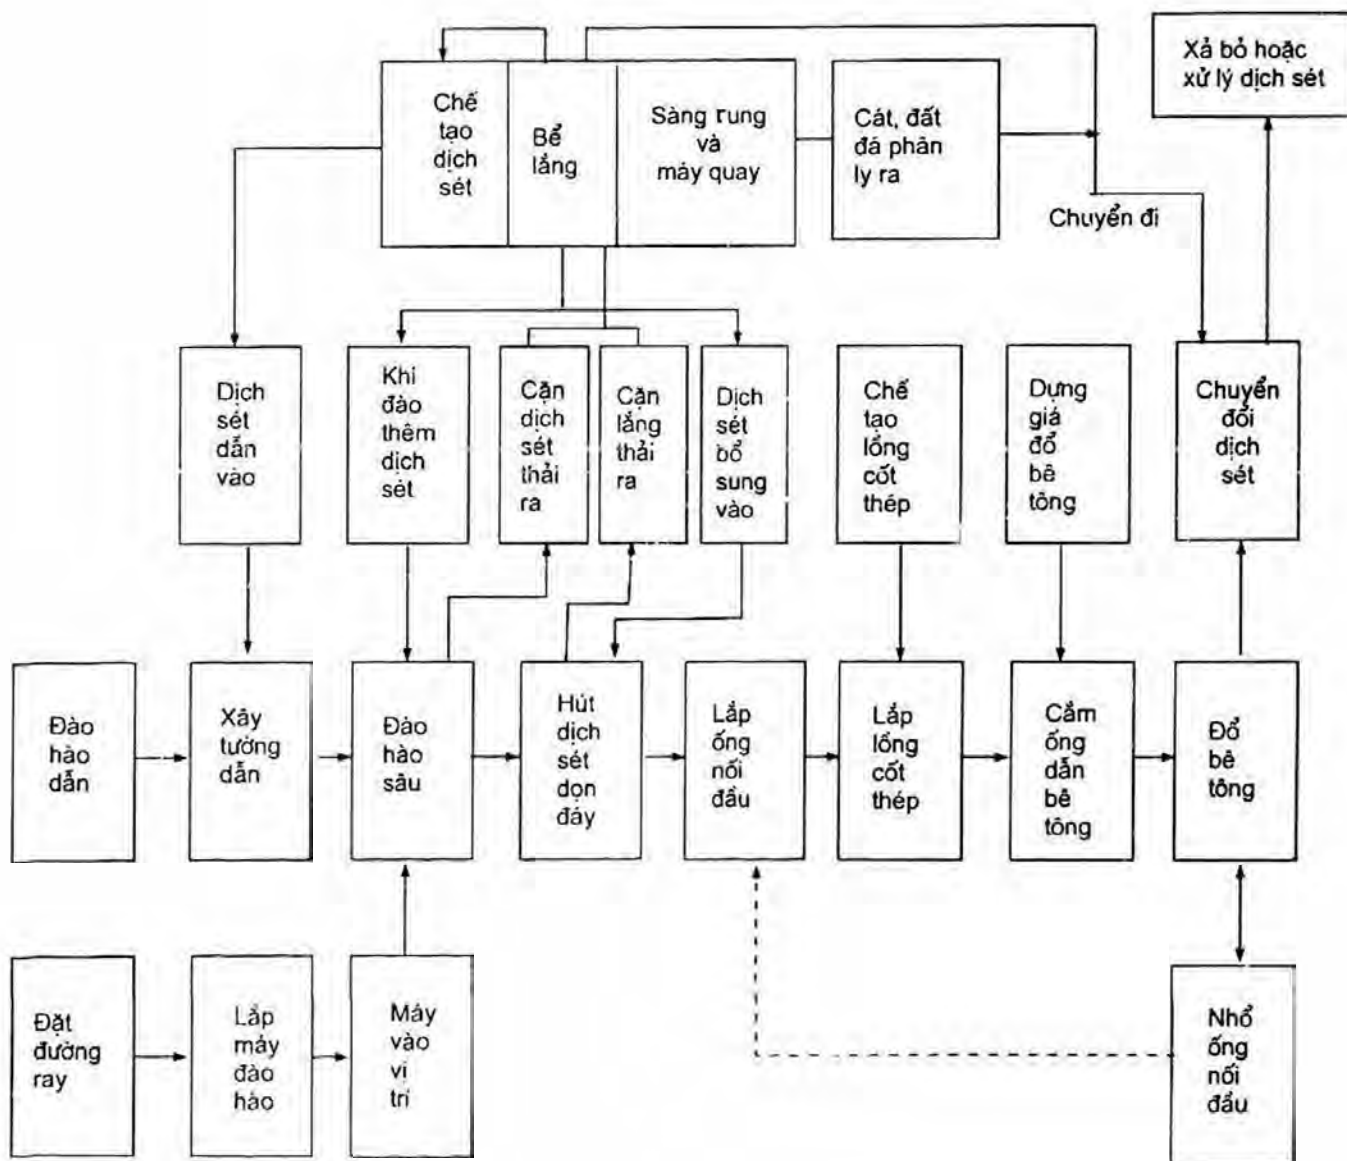 Xả bỏ hoặc
xử lý dịch sét
Chế
tạo
dịch
sét
Bể
lắng
Sàng rung
và
máy quay
Cát, đất
đá phân
ly ra
Chuyển đi
Dịch
sét
dẫn
vào
Khi
đào
thêm
dịch
sét
Cặn
dịch
sét
thải
ra
Cặn
lắng
thải
ra
Dịch
sét
bổ
sung
vào
Chế
tạo
lồng
cốt
thép
Dựng
giá
đổ
bê
tông
Chuyển
đổi
dịch
sét
Đào
hào
dẫn
Xây
tường
dẫn
Đào
hào
sâu
Hút
dịch
sét
dọn
đáy
Lắp
ống
nối
đầu
Lắp
lồng
cốt
thép
Cắm
ống
dẫn
bê
tông
Đổ
bê
tông
Đặt
đường
ray
Lắp
máy
đào
hào
Máy
vào
vị
trí
Nhổ
ống
nối
đầu